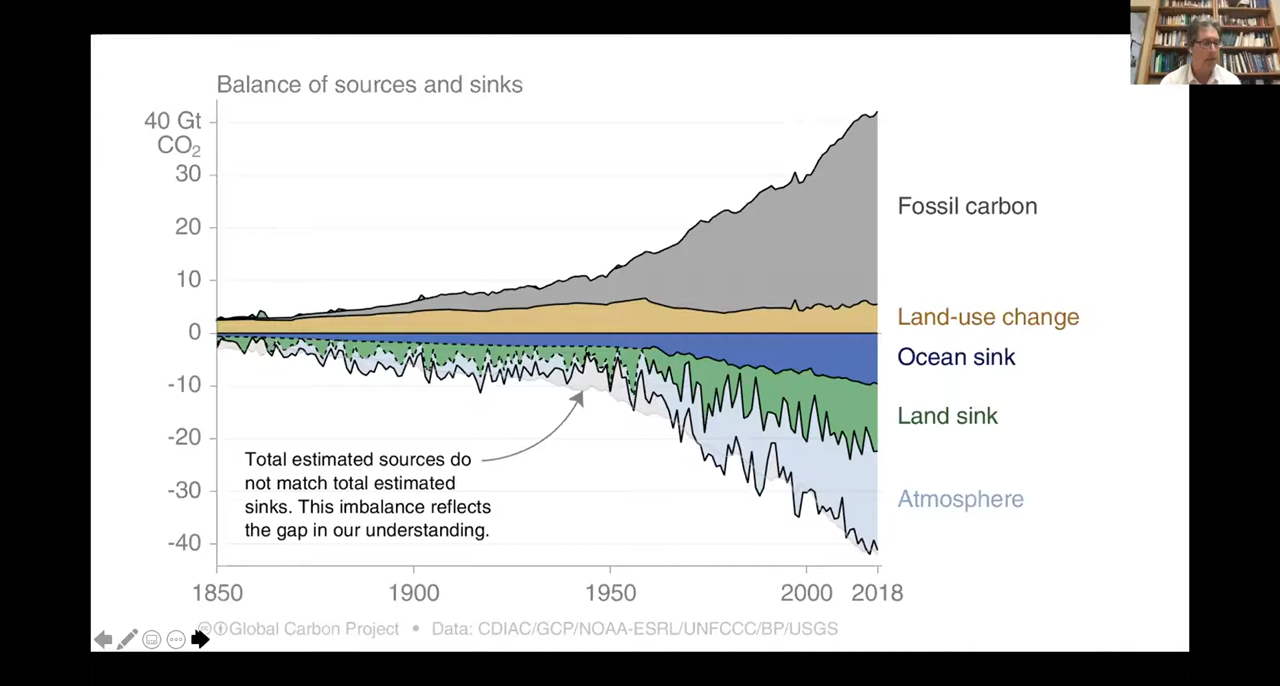 Balance of sources and sinks
40 Gt
CO₂
30
20
10
0
-10
-20
-30
-40
Fossil carbon
Land-use change
Ocean sink
Land sink
Atmosphere
Total estimated sources do
not match total estimated
sinks. This imbalance reflects
the gap in our understanding.
1850
1900
1950
2000
2018
Global Carbon Project • Data: CDIAC/GCP/NOAA-ESRL/UNFCCC/BP/USGS